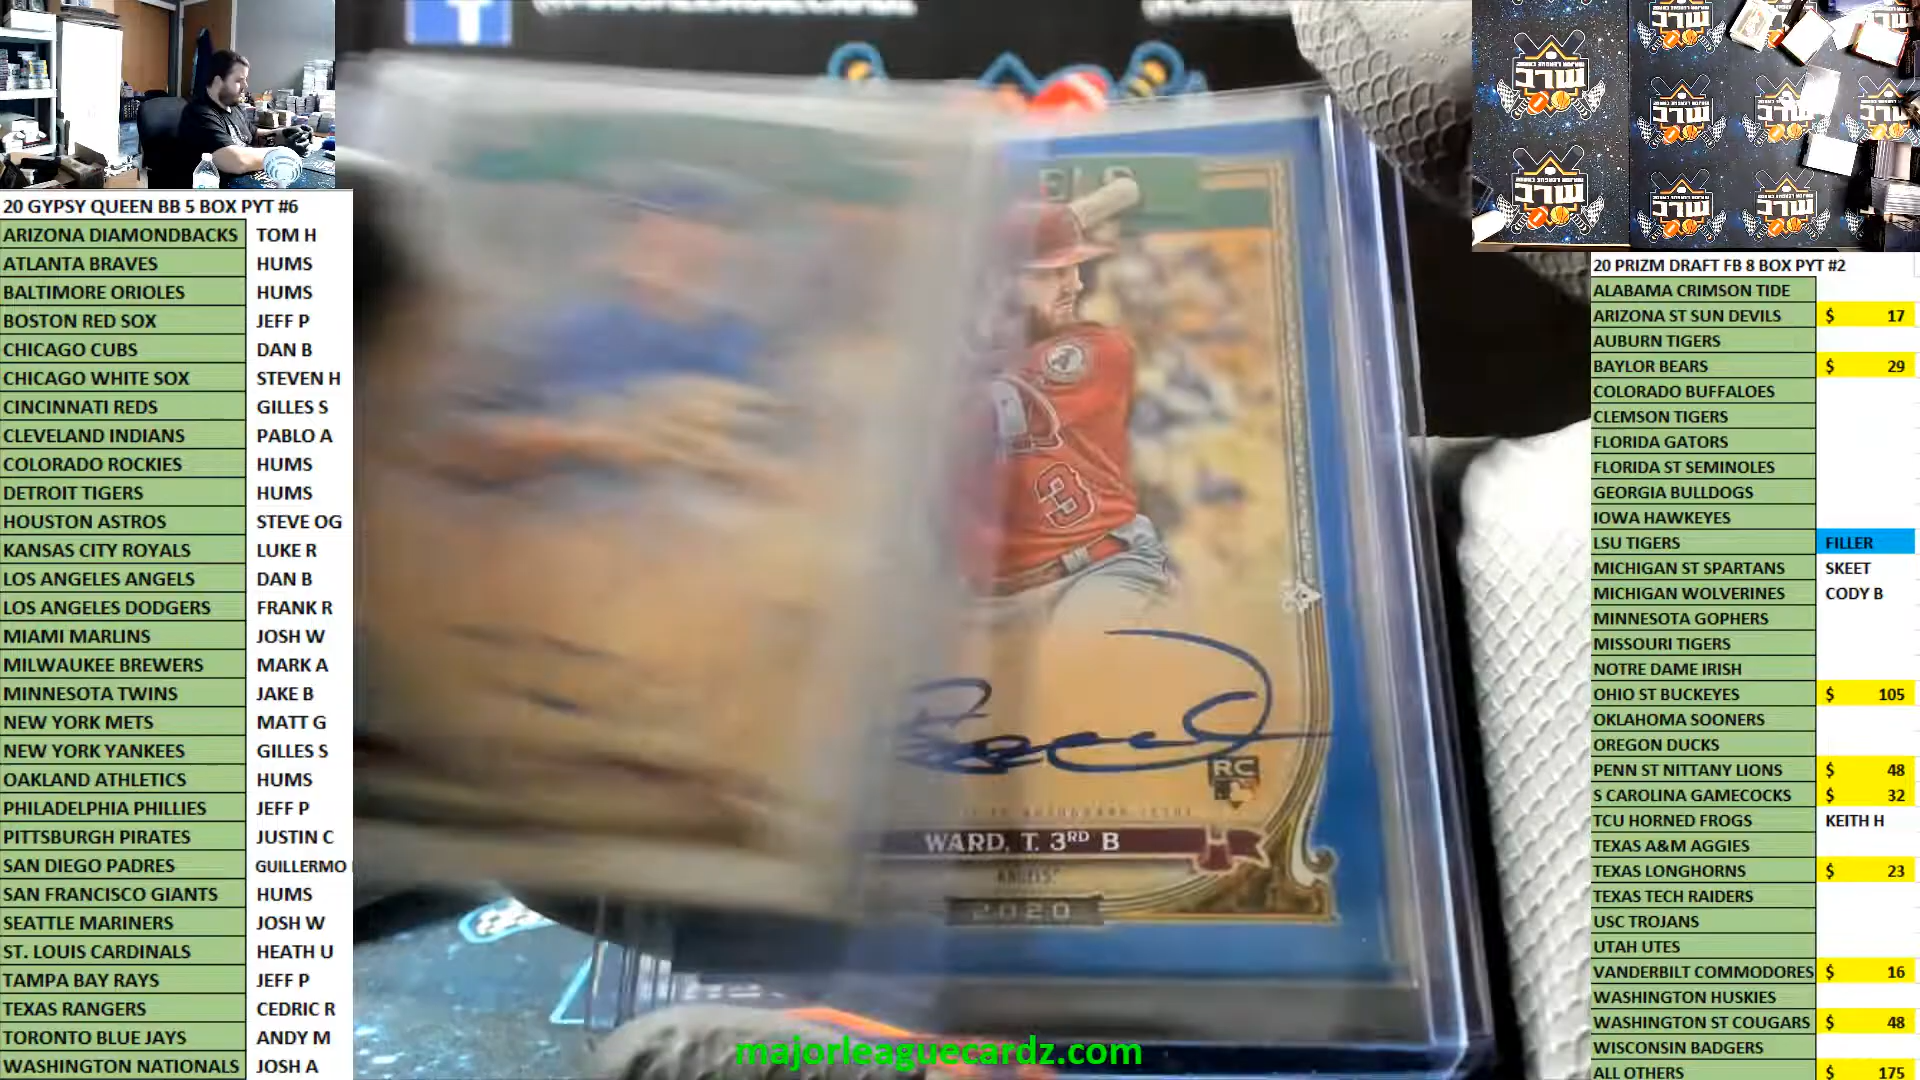 20 GYPSY QUEEN BB 5 BOX PYT #6
ARIZONA DIAMONDBACKS TOM H
ATLANTA BRAVES HUMS
BALTIMORE ORIOLES HUMS
BOSTON RED SOX JEFF P
CHICAGO CUBS DAN B
CHICAGO WHITE SOX STEVEN H
CINCINNATI REDS GILLES S
CLEVELAND INDIANS PABLO A
COLORADO ROCKIES HUMS
DETROIT TIGERS HUMS
HOUSTON ASTROS STEVE OG
KANSAS CITY ROYALS LUKE R
LOS ANGELES ANGELS DAN B
LOS ANGELES DODGERS FRANK R
MIAMI MARLINS JOSH W
MILWAUKEE BREWERS MARK A
MINNESOTA TWINS JAKE B
NEW YORK METS MATT G
NEW YORK YANKEES GILLES S
OAKLAND ATHLETICS HUMS
PHILADELPHIA PHILLIES JEFF P
PITTSBURGH PIRATES JUSTIN C
SAN DIEGO PADRES GUILLERMO
SAN FRANCISCO GIANTS HUMS
SEATTLE MARINERS JOSH W
ST. LOUIS CARDINALS HEATH U
TAMPA BAY RAYS JEFF P
TEXAS RANGERS CEDRIC R
TORONTO BLUE JAYS ANDY M
WASHINGTON NATIONALS JOSH A
3
RC
WARD, T. 3RD B
ANGELS
2020
majorleaguecardz.com
20 PRIZM DRAFT FB 8 BOX PYT #2
ALABAMA CRIMSON TIDE
ARIZONA ST SUN DEVILS $ 17
AUBURN TIGERS
BAYLOR BEARS $ 29
COLORADO BUFFALOES
CLEMSON TIGERS
FLORIDA GATORS
FLORIDA ST SEMINOLES
GEORGIA BULLDOGS
IOWA HAWKEYES
LSU TIGERS FILLER
MICHIGAN ST SPARTANS SKEET
MICHIGAN WOLVERINES CODY B
MINNESOTA GOPHERS
MISSOURI TIGERS
NOTRE DAME IRISH
OHIO ST BUCKEYES $ 105
OKLAHOMA SOONERS
OREGON DUCKS
PENN ST NITTANY LIONS $ 48
S CAROLINA GAMECOCKS $ 32
TCU HORNED FROGS KEITH H
TEXAS A&M AGGIES
TEXAS LONGHORNS $ 23
TEXAS TECH RAIDERS
USC TROJANS
UTAH UTES
VANDERBILT COMMODORES $ 16
WASHINGTON HUSKIES
WASHINGTON ST COUGARS $ 48
WISCONSIN BADGERS
ALL OTHERS $ 175